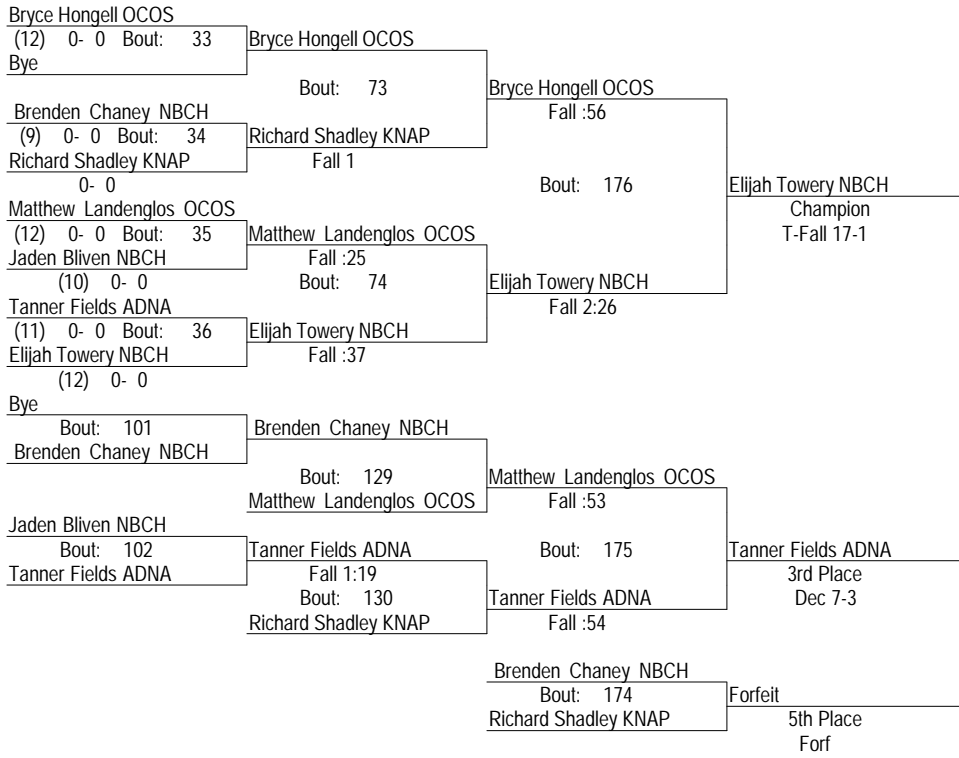 Bryce Hongell OCOS
(12) 0- 0 Bout: 33 Bryce Hongell OCOS
Bye
Bout: 73 Bryce Hongell OCOS
Brenden Chaney NBCH Fall :56
(9) 0- 0 Bout: 34 Richard Shadley KNAP
Richard Shadley KNAP Fall 1
0- 0 Bout: 176 Elijah Towery NBCH
Matthew Landenglos OCOS Champion
(12) 0- 0 Bout: 35 Matthew Landenglos OCOS T-Fall 17-1
Jaden Bliven NBCH Fall :25
(10) 0- 0 Bout: 74 Elijah Towery NBCH
Tanner Fields ADNA Fall 2:26
(11) 0- 0 Bout: 36 Elijah Towery NBCH
Elijah Towery NBCH Fall :37
(12) 0- 0
Bye
Bout: 101 Brenden Chaney NBCH
Brenden Chaney NBCH
Bout: 129 Matthew Landenglos OCOS
Matthew Landenglos OCOS Fall :53
Jaden Bliven NBCH
Bout: 102 Tanner Fields ADNA Bout: 175 Tanner Fields ADNA
Tanner Fields ADNA Fall 1:19 3rd Place
Bout: 130 Tanner Fields ADNA Dec 7-3
Richard Shadley KNAP Fall :54
Brenden Chaney NBCH
Bout: 174 Forfeit
Richard Shadley KNAP 5th Place
Forf